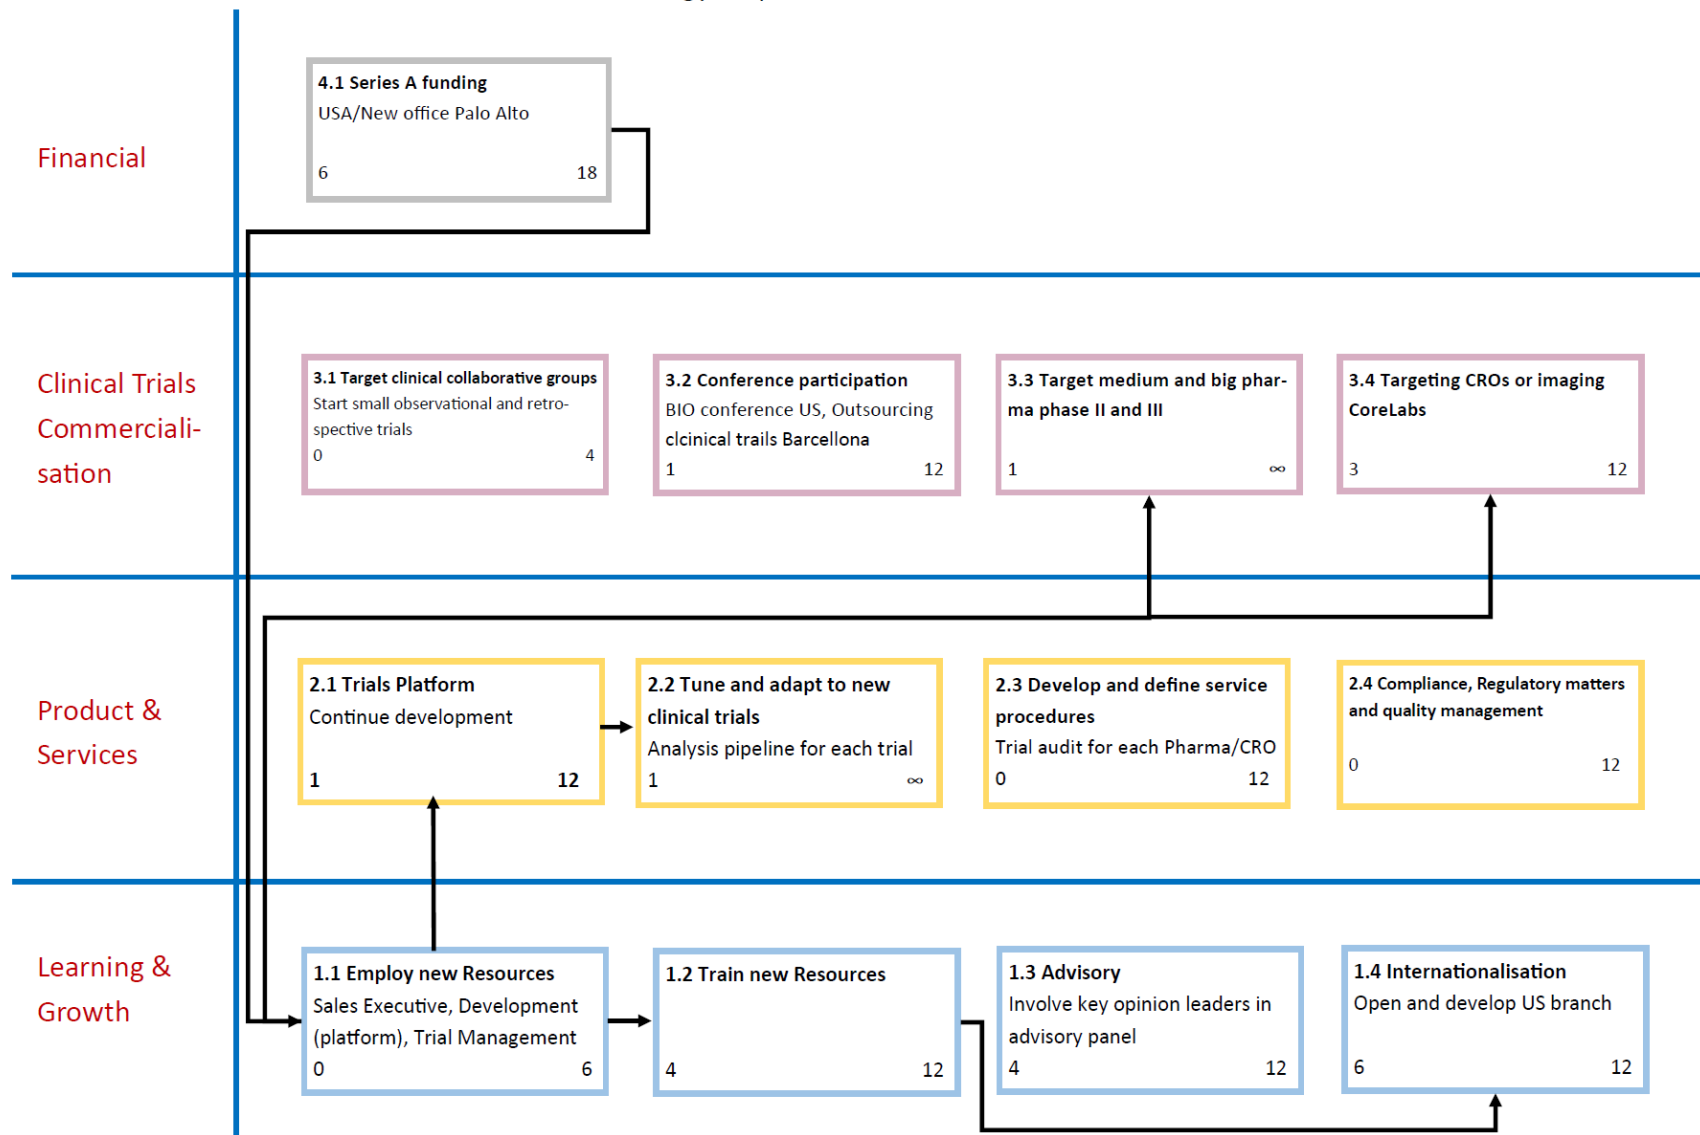 4.1 Series A funding
USA/New office Palo Alto
6 18
Financial
Clinical Trials
Commerciali-
sation
3.1 Target clinical collaborative groups
Start small observational and retro-
spective trials
0 4
3.2 Conference participation
BIO conference US, Outsourcing
clcinical trails Barcellona
1 12
3.3 Target medium and big phar-
ma phase II and III
1 ∞
3.4 Targeting CROs or imaging
CoreLabs
3 12
Product &
Services
2.1 Trials Platform
Continue development
1 12
2.2 Tune and adapt to new
clinical trials
Analysis pipeline for each trial
1 ∞
2.3 Develop and define service
procedures
Trial audit for each Pharma/CRO
0 12
2.4 Compliance, Regulatory matters
and quality management
0 12
Learning &
Growth
1.1 Employ new Resources
Sales Executive, Development
(platform), Trial Management
0 6
1.2 Train new Resources
4 12
1.3 Advisory
Involve key opinion leaders in
advisory panel
4 12
1.4 Internationalisation
Open and develop US branch
6 12